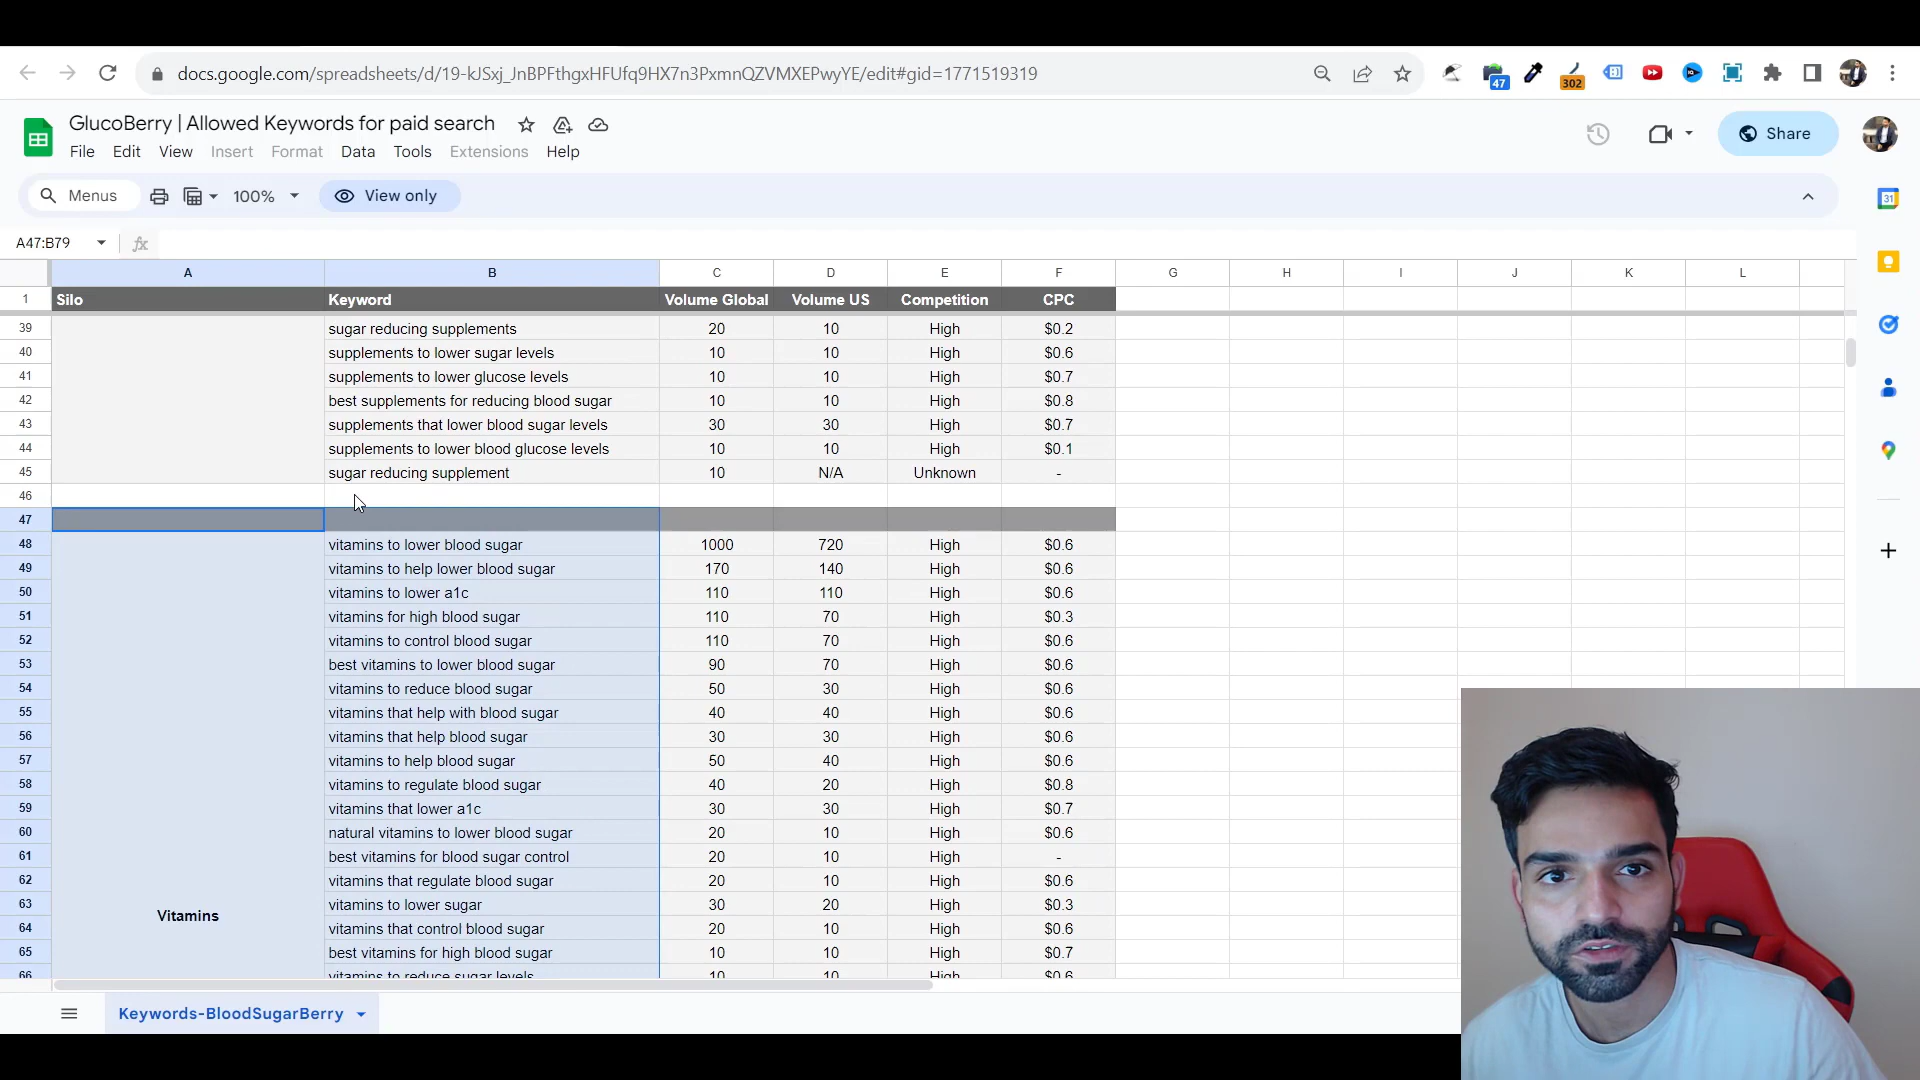 docs.google.com/spreadsheets/d/19-kJSxj_JnBPFthgxHFUfq9HX7n3PxmnQZVMXEPwyYE/edit#gid=1771519319
47
302
GlucoBerry | Allowed Keywords for paid search
Share
File Edit View Insert Format Data Tools Extensions Help
Menus 100% View only
31
A47:B79 fx
A B C D E F G H I J K L
1 Silo Keyword Volume Global Volume US Competition CPC
39 sugar reducing supplements 20 10 High $0.2
40 supplements to lower sugar levels 10 10 High $0.6
41 supplements to lower glucose levels 10 10 High $0.7
42 best supplements for reducing blood sugar 10 10 High $0.8
43 supplements that lower blood sugar levels 30 30 High $0.7
44 supplements to lower blood glucose levels 10 10 High $0.1
45 sugar reducing supplement 10 N/A Unknown -
46
47
48 vitamins to lower blood sugar 1000 720 High $0.6
49 vitamins to help lower blood sugar 170 140 High $0.6
50 vitamins to lower a1c 110 110 High $0.6
51 vitamins for high blood sugar 110 70 High $0.3
52 vitamins to control blood sugar 110 70 High $0.6
53 best vitamins to lower blood sugar 90 70 High $0.6
54 vitamins to reduce blood sugar 50 30 High $0.6
55 vitamins that help with blood sugar 40 40 High $0.6
56 vitamins that help blood sugar 30 30 High $0.6
57 vitamins to help blood sugar 50 40 High $0.6
58 vitamins to regulate blood sugar 40 20 High $0.8
59 vitamins that lower a1c 30 30 High $0.7
60 natural vitamins to lower blood sugar 20 10 High $0.6
61 best vitamins for blood sugar control 20 10 High -
62 vitamins that regulate blood sugar 20 10 High $0.6
63 vitamins to lower sugar 30 20 High $0.3
Vitamins
64 vitamins that control blood sugar 20 10 High $0.6
65 best vitamins for high blood sugar 10 10 High $0.7
66 vitamins to reduce sugar levels 10 10 High $0.6
Keywords-BloodSugarBerry